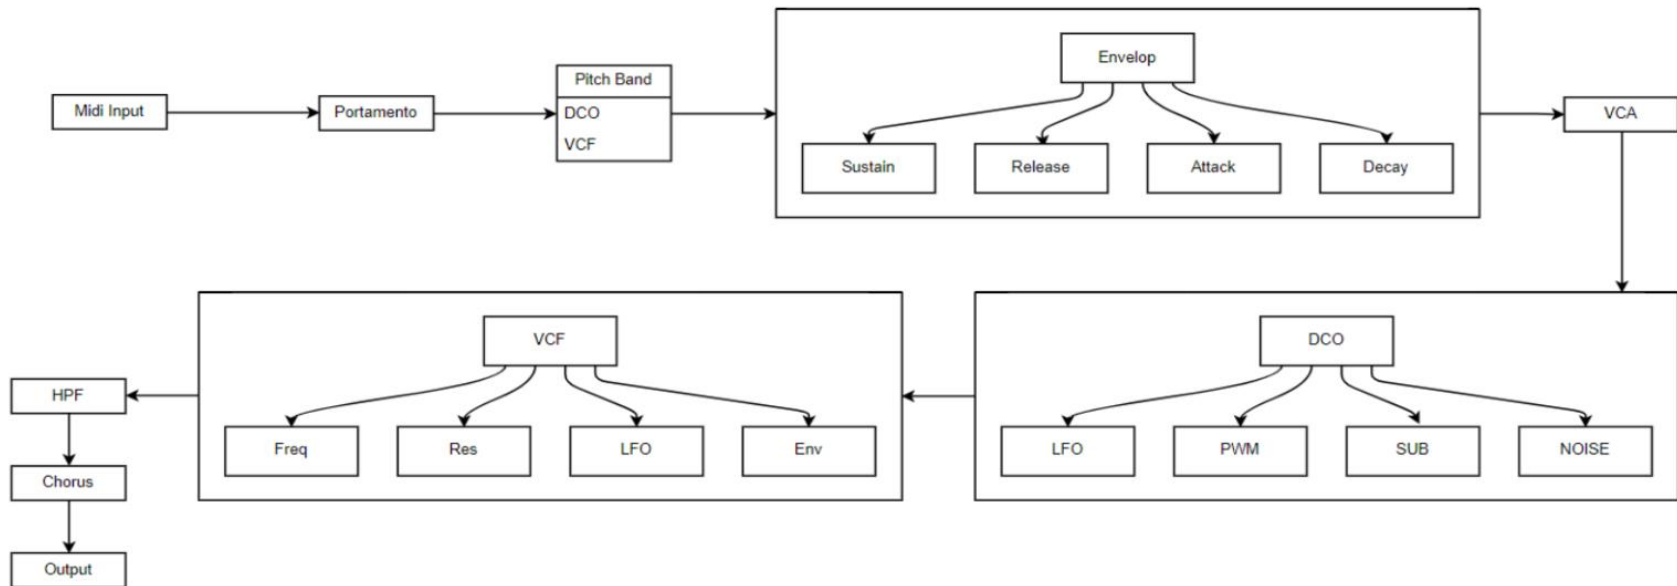 Midi Input
Portamento
Pitch Band
DCO
VCF
Envelop
Sustain
Release
Attack
Decay
VCA
DCO
LFO
PWM
SUB
NOISE
VCF
Freq
Res
LFO
Env
HPF
Chorus
Output